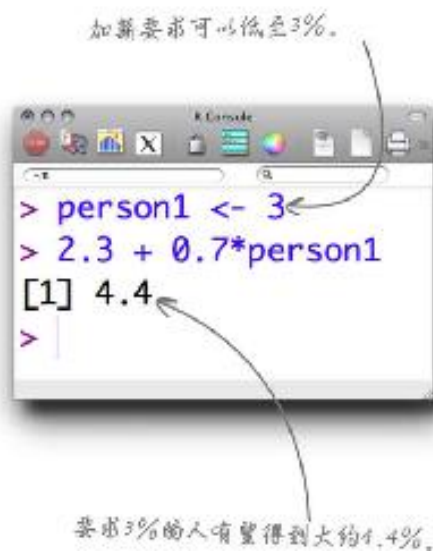 加薪要求可以低至3%。
R Console
> person1 <- 3
> 2.3 + 0.7*person1
[1] 4.4
>
要求3%的人有望得到大约4.4%。